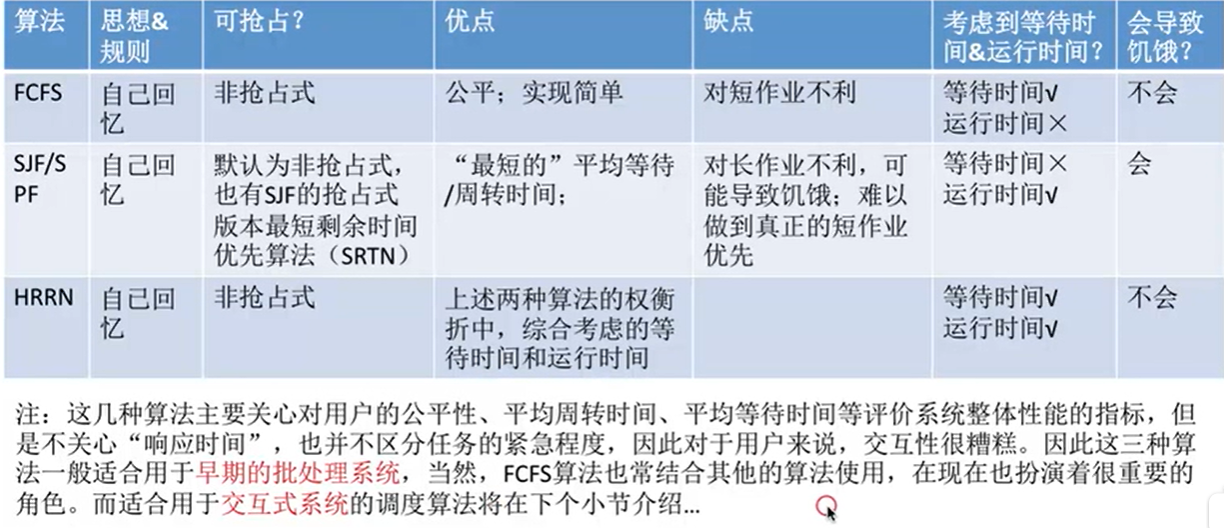 算法 思想& 可抢占? 优点 缺点 考虑到等待时 会导致
规则 间&运行时间? 饥饿?
FCFS 自己回 非抢占式 公平；实现简单 对短作业不利 等待时间√ 不会
忆 运行时间×
SJF/S 自己回 默认为非抢占式， “最短的”平均等待 对长作业不利，可 等待时间× 会
PF 忆 也有SJF的抢占式 /周转时间； 能导致饥饿；难以 运行时间√
版本最短剩余时间 做到真正的短作业
优先算法（SRTN） 优先
HRRN 自己回 非抢占式 上述两种算法的权衡 等待时间√ 不会
忆 折中，综合考虑的等 运行时间√
待时间和运行时间
注：这几种算法主要关心对用户的公平性、平均周转时间、平均等待时间等评价系统整体性能的指标，但
是不关心“响应时间”，也并不区分任务的紧急程度，因此对于用户来说，交互性很糟糕。因此这三种算
法一般适合用于早期的批处理系统，当然，FCFS算法也常结合其他的算法使用，在现在也扮演着很重要的
角色。而适合用于交互式系统的调度算法将在下个小节介绍...